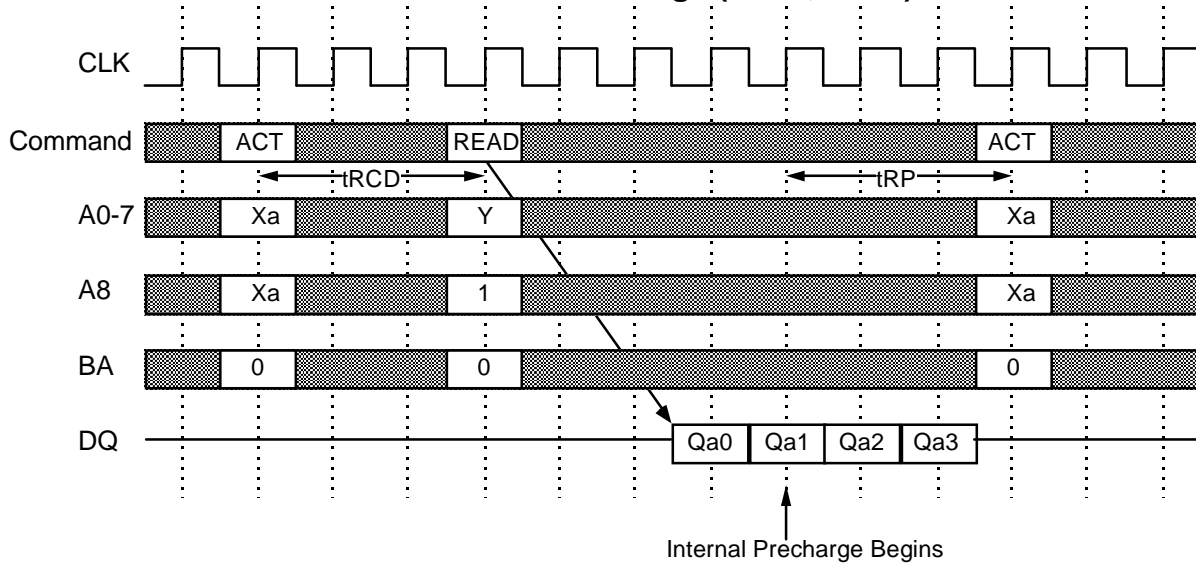 CLK
Command ACT READ ACT
tRCD tRP
A0-7 Xa Y Xa
A8 Xa 1 Xa
BA 0 0 0
DQ Qa0 Qa1 Qa2 Qa3
Internal Precharge Begins